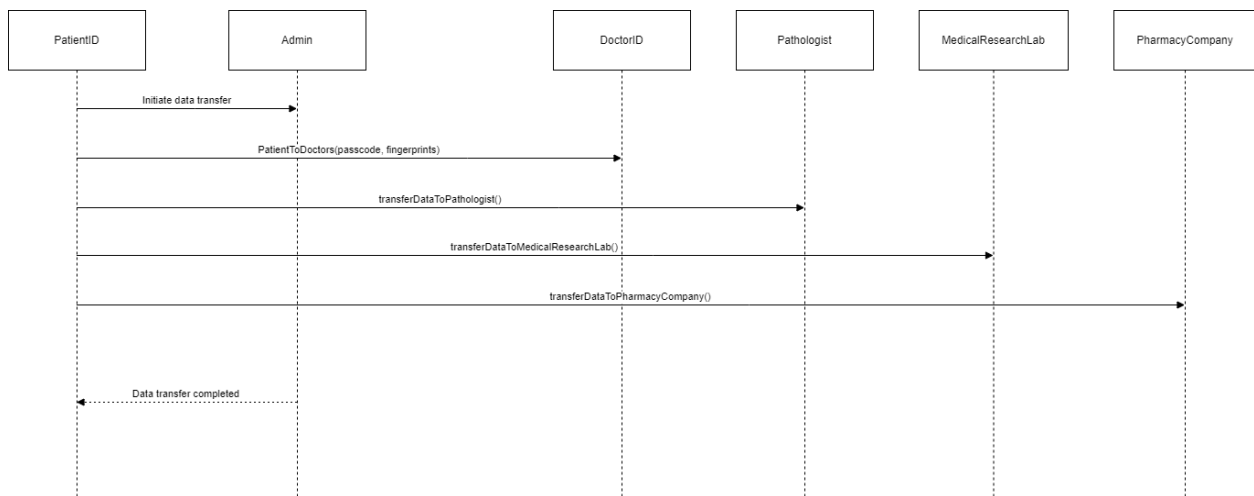 PatientID
Admin
DoctorID
Pathologist
MedicalResearchLab
PharmacyCompany
Initiate data transfer
PatientToDoctors(passcode, fingerprints)
transferDataToPathologist()
transferDataToMedicalResearchLab()
transferDataToPharmacyCompany()
Data transfer completed